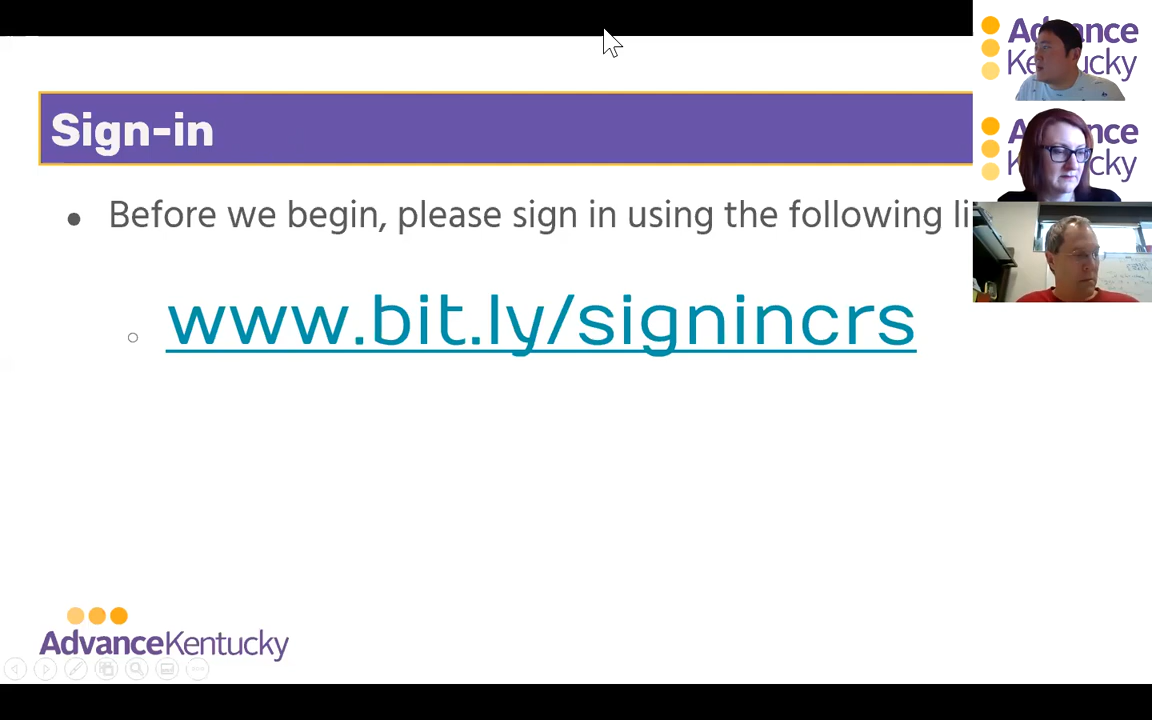 Sign-in
Before we begin, please sign in using the following li
www.bit.ly/signincrs
AdvanceKentucky
Advance
Kentucky
Advance
Kentucky